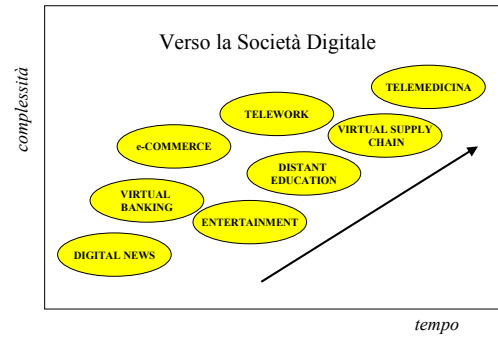 Verso la Società Digitale
complessità
TELEMEDICINA
TELEWORK
VIRTUAL SUPPLY
CHAIN
e-COMMERCE
DISTANT
EDUCATION
VIRTUAL
BANKING
ENTERTAINMENT
DIGITAL NEWS
tempo